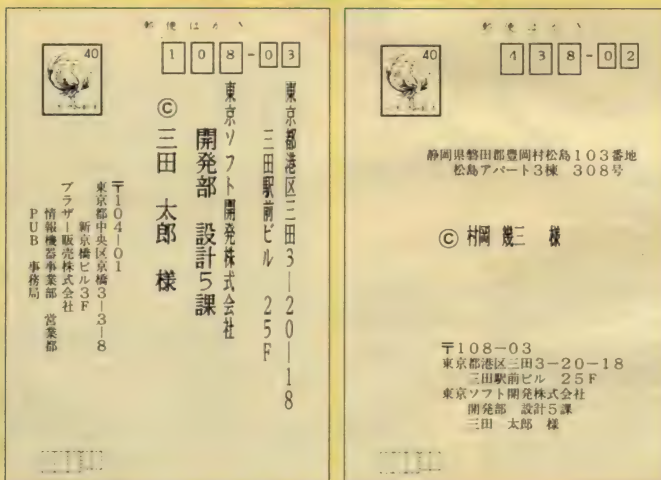 郵便はがき
40
108-03
東京都港区三田3-20-18
三田駅前ビル 25F
東京ソフト開発株式会社
開発部 設計5課
© 三田 太郎 様
〒104-01
東京都中央区京橋3-3-8
新京橋ビル3F
ブラザー販売株式会社
情報機器事業部 営業部
PUB 事務局
郵便はがき
40
438-02
静岡県磐田郡豊岡村松島103番地
松島アパート3棟 308号
© 村岡 幾三 様
〒108-03
東京都港区三田3-20-18
三田駅前ビル 25F
東京ソフト開発株式会社
開発部 設計5課
三田 太郎 様